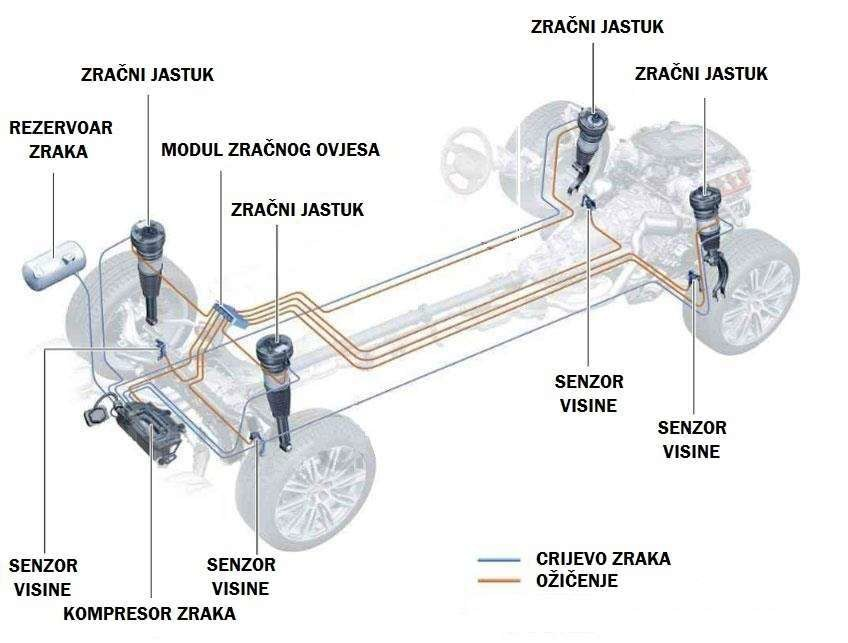 ZRAČNI JASTUK
ZRAČNI JASTUK
ZRAČNI JASTUK
REZERVOAR
ZRAKA
MODUL ZRAČNOG OVJESA
ZRAČNI JASTUK
SENZOR
VISINE
SENZOR
VISINE
SENZOR
VISINE
SENZOR
VISINE
KOMPRESOR ZRAKA
CRIJEVO ZRAKA
OŽIČENJE